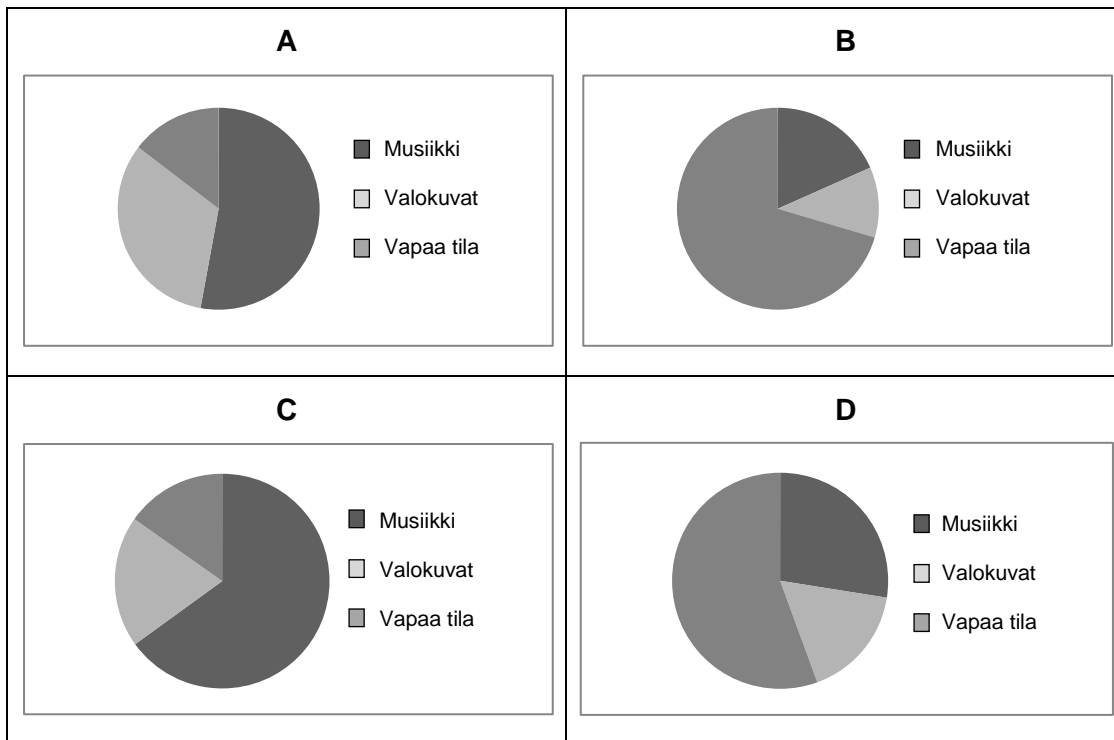 A
Musiikki
Valokuvat
Vapaa tila
B
Musiikki
Valokuvat
Vapaa tila
C
Musiikki
Valokuvat
Vapaa tila
D
Musiikki
Valokuvat
Vapaa tila